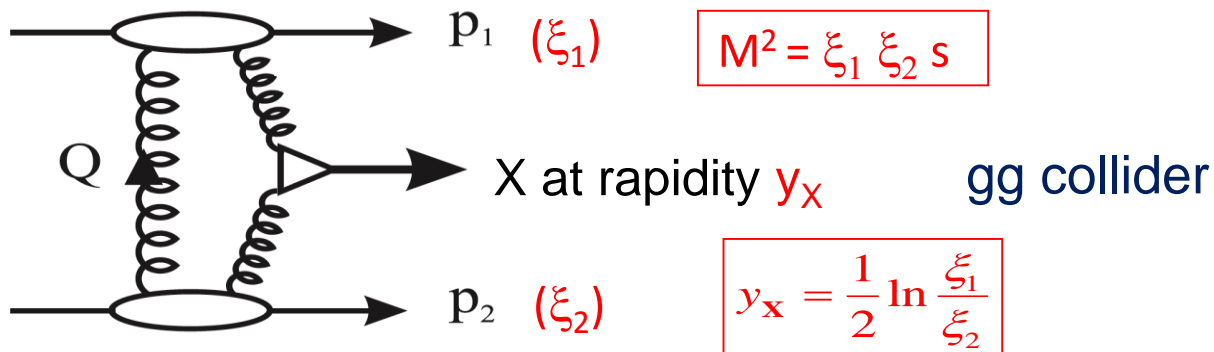 p₁ (ξ₁) M² = ξ₁ ξ₂ s
Q
X at rapidity yX gg collider
p₂ (ξ₂) yx = 1/2 ln ξ₁/ξ₂